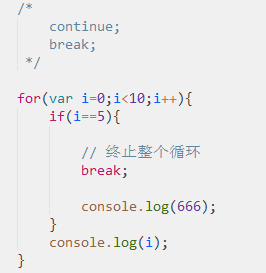 /*
    continue;
    break;
 */
for(var i=0;i<10;i++){
    if(i==5){
        // 终止整个循环
        break;
        console.log(666);
    }
    console.log(i);
}